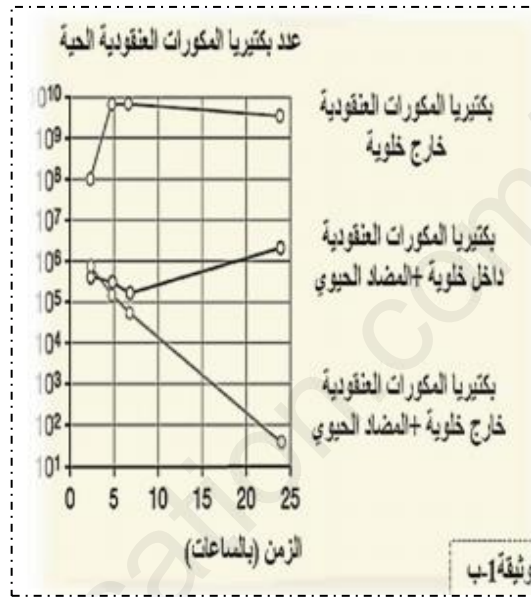 عدد بكتيريا المكورات العنقودية الحية
10¹⁰
10⁹
10⁸
10⁷
10⁶
10⁵
10⁴
10³
10²
10¹
0 5 10 15 20 25
الزمن (بالساعات)
بكتيريا المكورات العنقودية
خارج خلوية
بكتيريا المكورات العنقودية
داخل خلوية +المضاد الحيوي
بكتيريا المكورات العنقودية
خارج خلوية +المضاد الحيوي
وثيقة1-ب